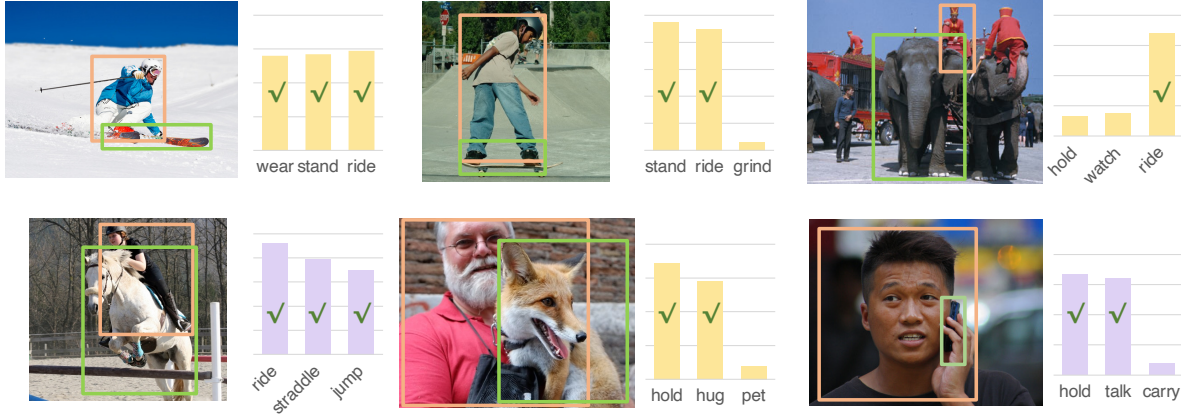 wear stand ride
stand ride grind
hold watch ride
ride straddle jump
hold hug pet
hold talk carry